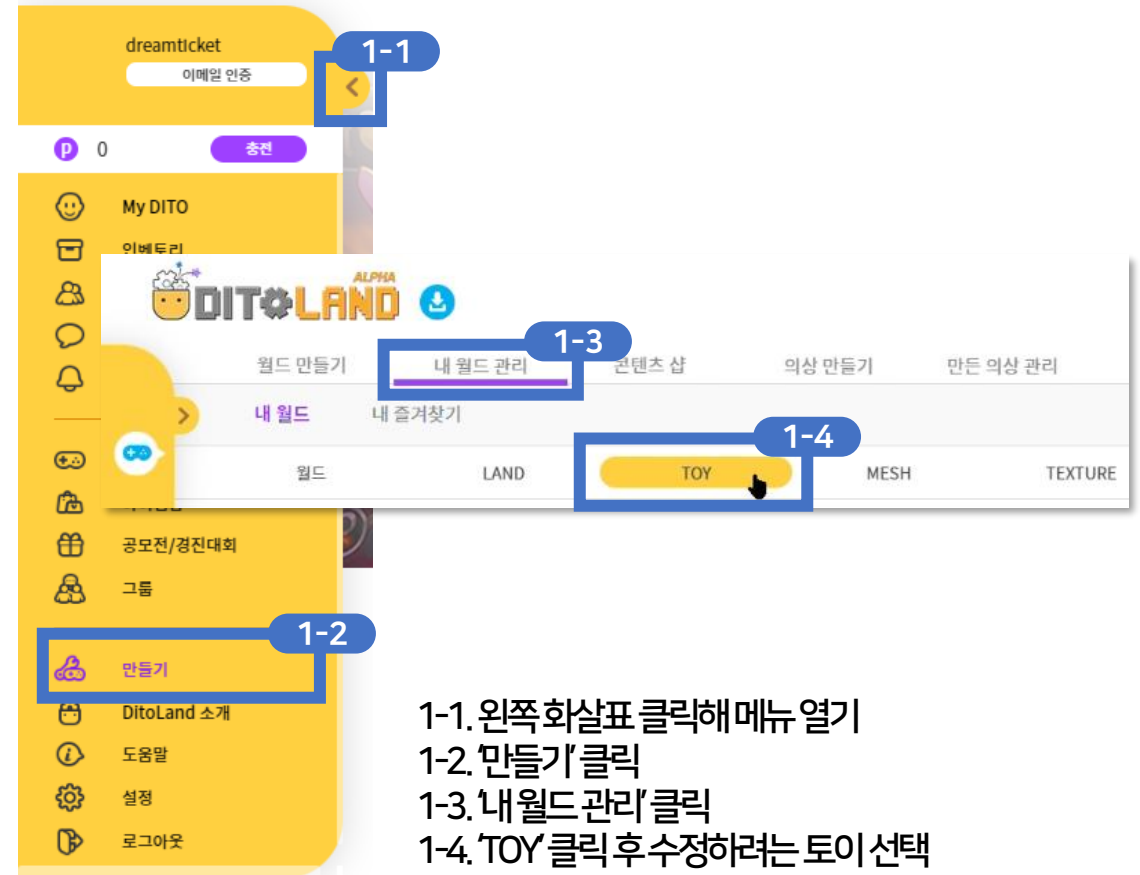 dreamticket
이메일 인증
1-1
p 0 충전
My DITO
인벤토리
ALPHA
DITOLAND
1-3
월드 만들기 내 월드 관리 콘텐츠 샵 의상 만들기 만든 의상 관리
내 월드 내 즐겨찾기
1-4
월드 LAND TOY MESH TEXTURE
공모전/경진대회
그룹
1-2
만들기
DitoLand 소개
도움말
설정
로그아웃
1-1. 왼쪽 화살표 클릭해 메뉴 열기
1-2. ‘만들기’ 클릭
1-3. ‘내 월드 관리’ 클릭
1-4. ‘TOY’ 클릭 후 수정하려는 토이 선택